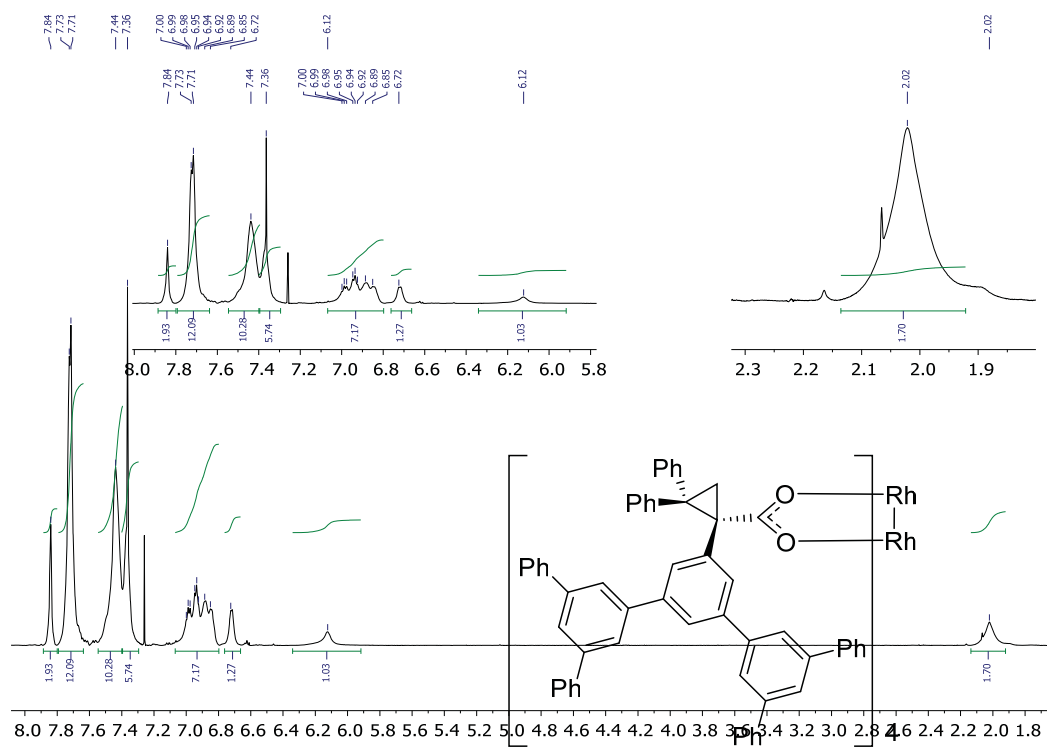 7.84 7.73 7.71 7.44 7.36 7.00 6.99 6.98 6.95 6.94 6.92 6.89 6.85 6.72 6.12 2.02
7.84 7.73 7.71 7.44 7.36 7.00 6.99 6.98 6.95 6.94 6.92 6.89 6.85 6.72 6.12 2.02
1.93 12.09 10.28 5.74 7.17 1.27 1.03 1.70
8.0 7.8 7.6 7.4 7.2 7.0 6.8 6.6 6.4 6.2 6.0 5.8
2.3 2.2 2.1 2.0 1.9
Ph
Ph
O Rh
O Rh
Ph
Ph
Ph
Ph
4
1.93 12.09 10.28 5.74 7.17 1.27 1.03 1.70
8.0 7.8 7.6 7.4 7.2 7.0 6.8 6.6 6.4 6.2 6.0 5.8 5.6 5.4 5.2 5.0 4.8 4.6 4.4 4.2 4.0 3.8 3.6 3.4 3.2 3.0 2.8 2.6 2.4 2.2 2.0 1.8